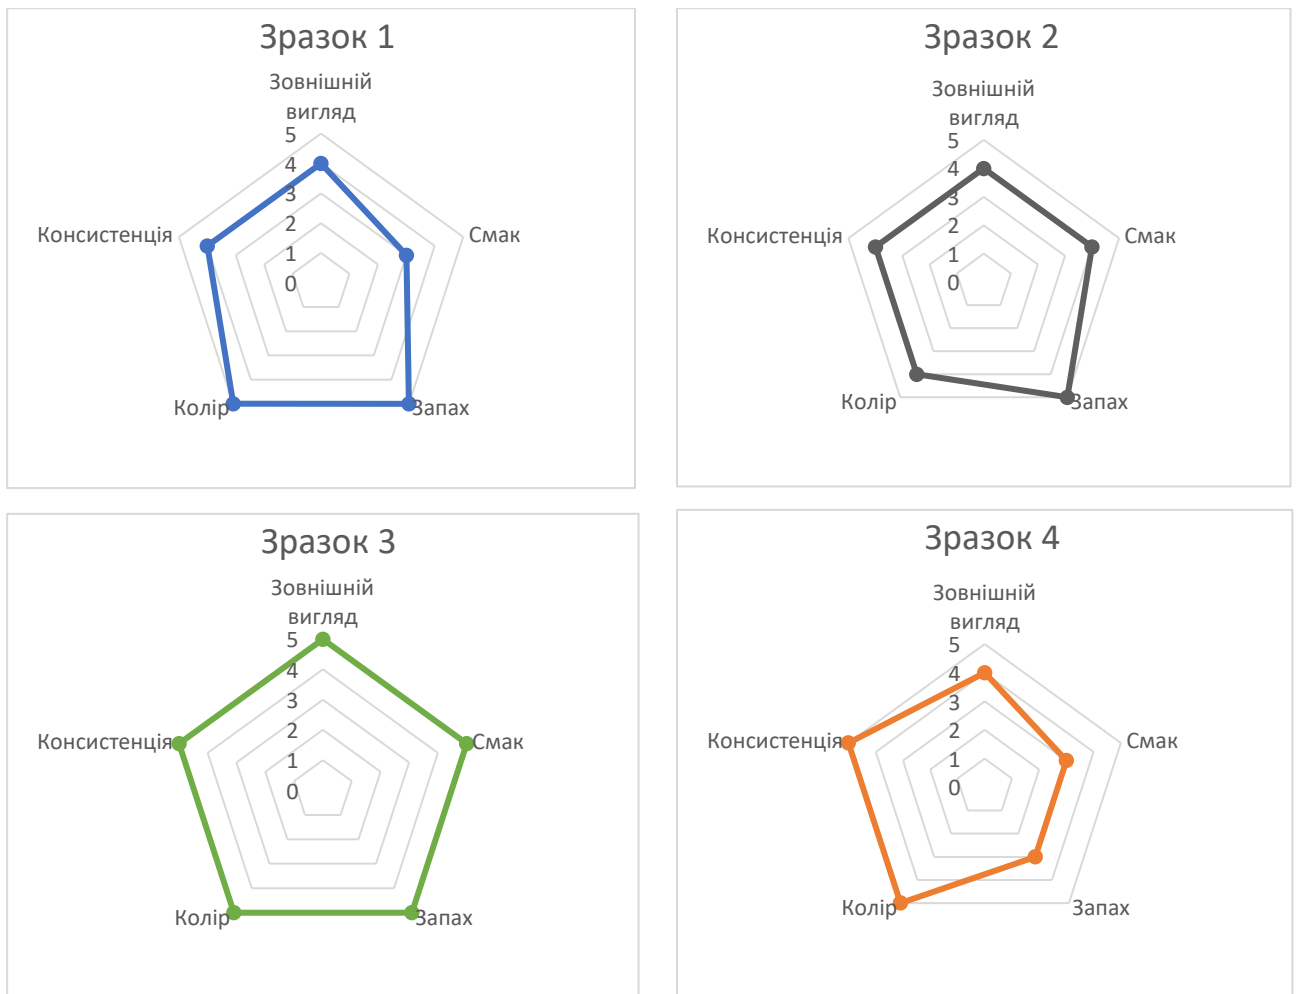 Зразок 1
Зовнішній
вигляд
5
4
3
2
1
0
Консистенція
Смак
Колір
Запах
Зразок 2
Зовнішній
вигляд
5
4
3
2
1
0
Консистенція
Смак
Колір
Запах
Зразок 3
Зовнішній
вигляд
5
4
3
2
1
0
Консистенція
Смак
Колір
Запах
Зразок 4
Зовнішній
вигляд
5
4
3
2
1
0
Консистенція
Смак
Колір
Запах